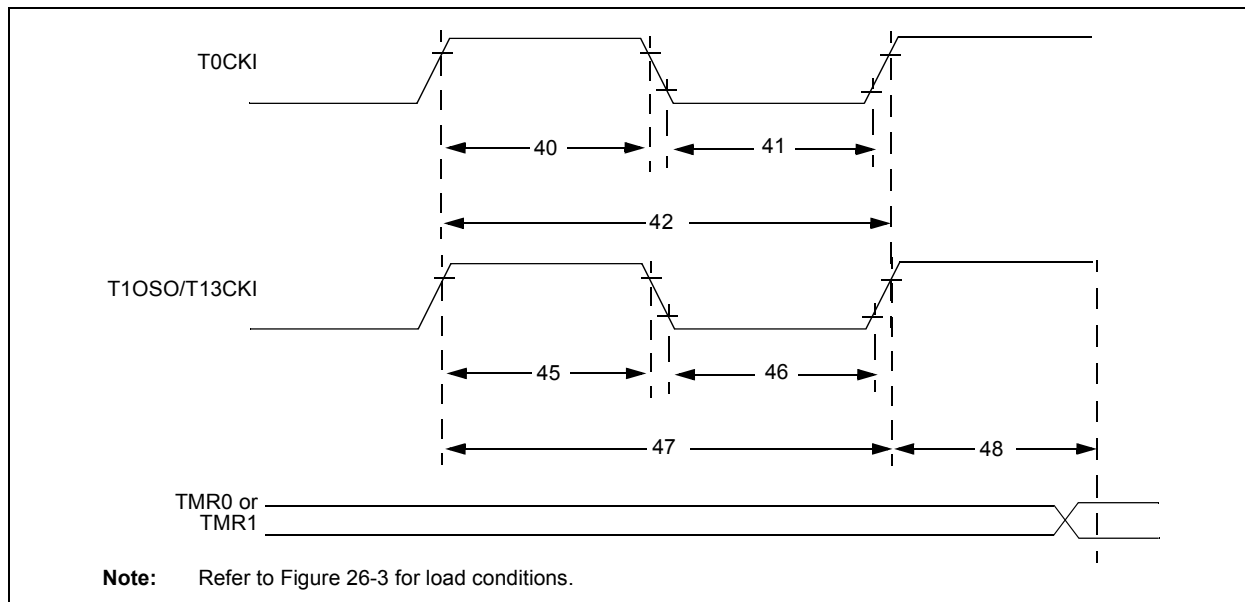 T0CKI
40
41
42
T1OSO/T13CKI
45
46
47
48
TMR0 or
TMR1
Note: Refer to Figure 26-3 for load conditions.